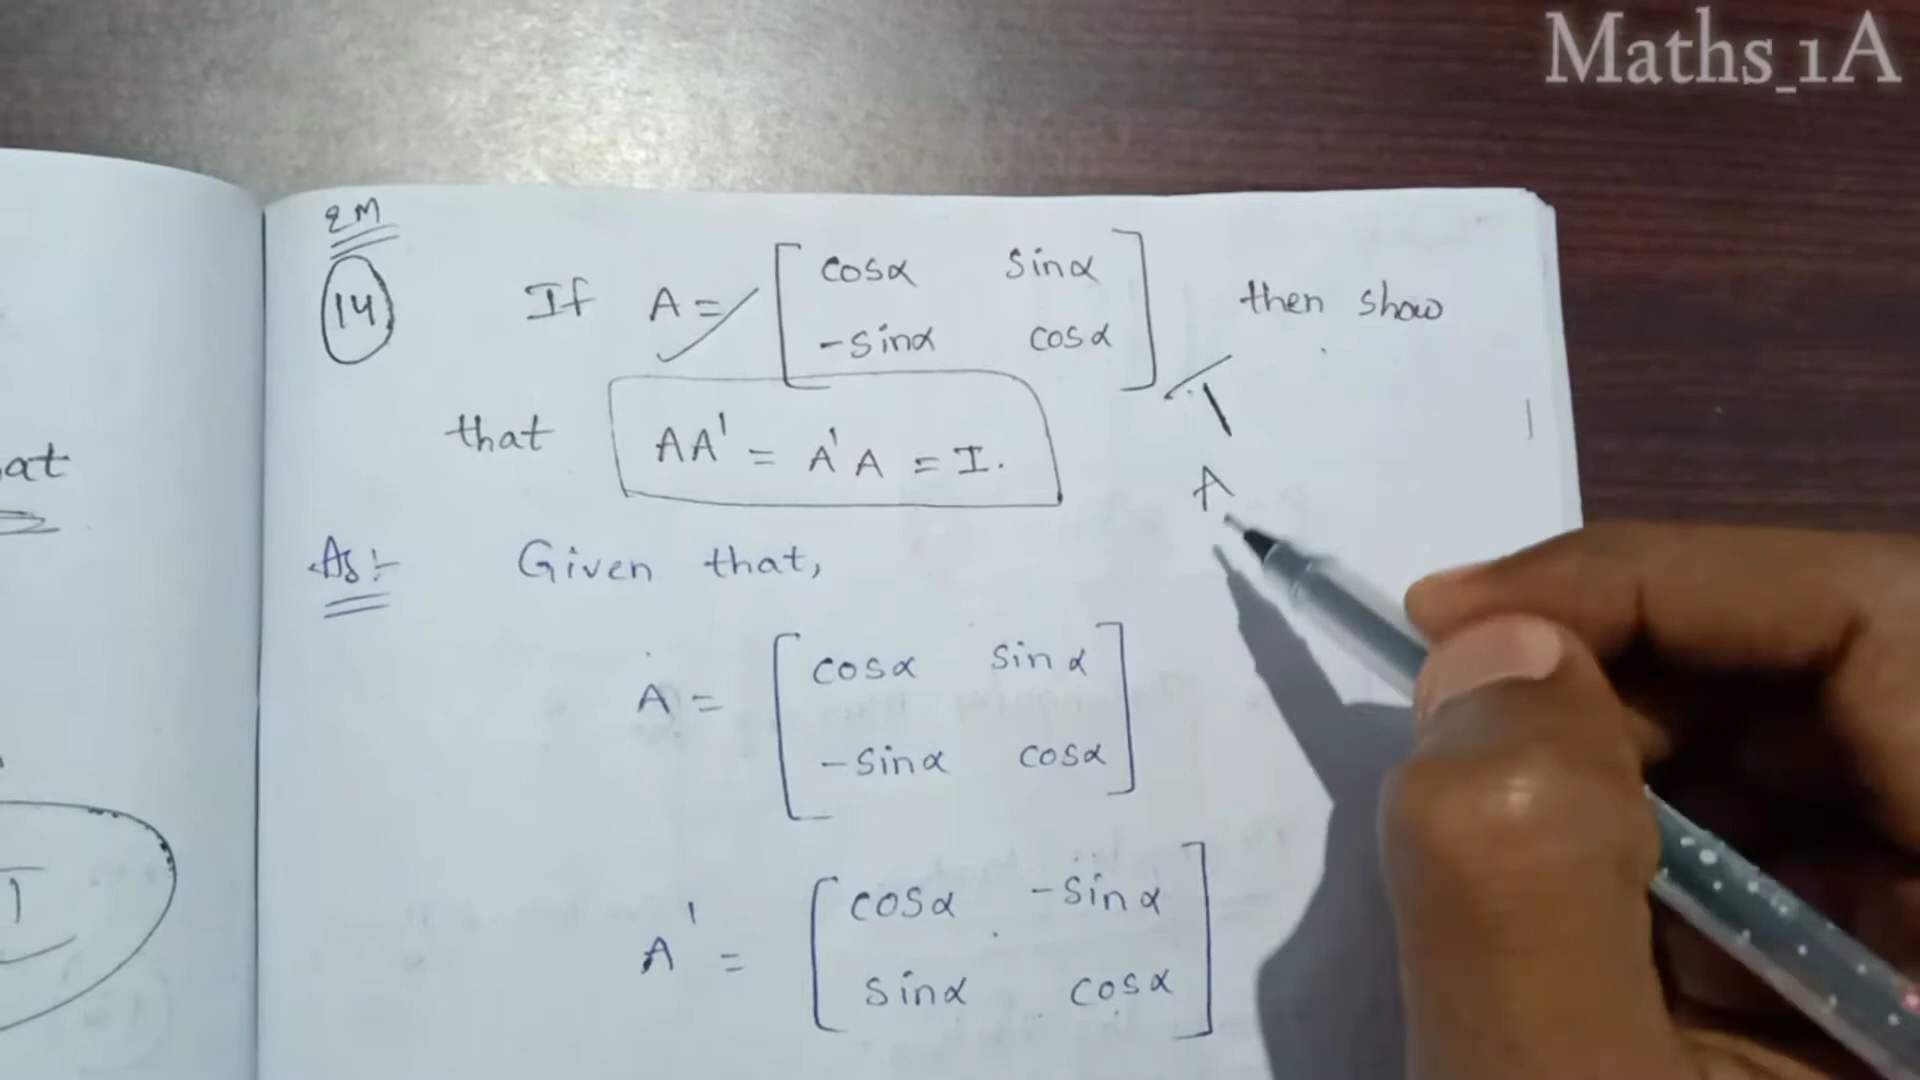 Maths_1A
2M
14 If A = [ cosα sinα
-sinα cosα ] then show
that AA' = A'A = I.
A
at
As:- Given that,
A = [ cosα sinα
-sinα cosα ]
A' = [ cosα -sinα
sinα cosα ]